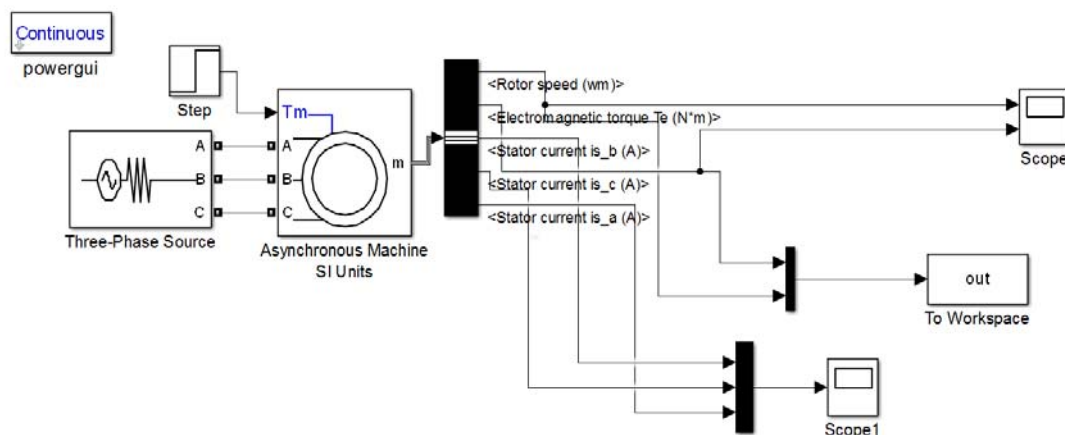 Continuous
powergui
Step
Tm
A
B
C
A
B
C
m
Three-Phase Source
Asynchronous Machine
SI Units
<Rotor speed (wm)>
<Electromagnetic torque Te (N*m)>
<Stator current is_b (A)>
<Stator current is_c (A)>
<Stator current is_a (A)>
Scope
out
To Workspace
Scope1